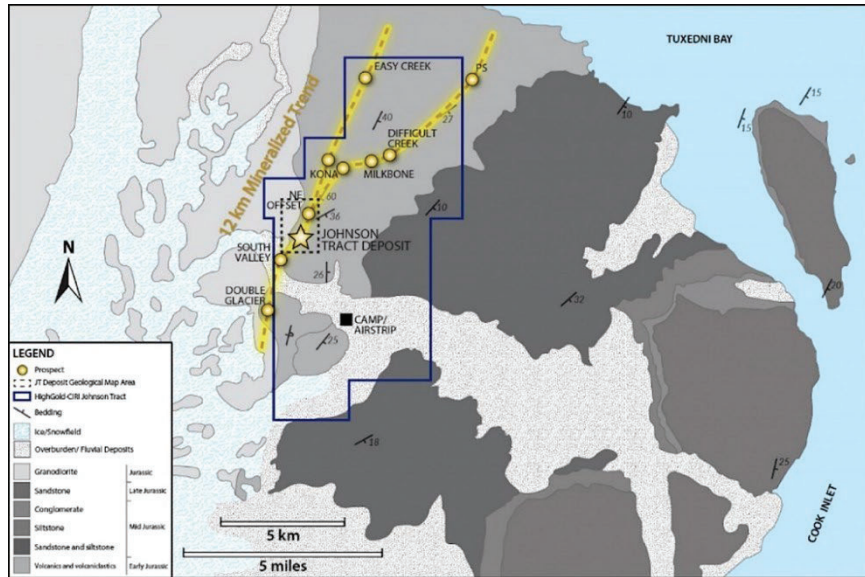 TUXEDNI BAY
EASY CREEK
PS
15
10
15
40
27
12 km Mineralized Trend
DIFFICULT
CREEK
KONA
MILKBONE
NE
OFFSET
60
36
10
N
JOHNSON
TRACT DEPOSIT
SOUTH
VALLEY
26
20
DOUBLE
GLACIER
32
CAMP/
AIRSTRIP
25
LEGEND
Prospect
JT Deposit Geological Map Area
HighGold-CIRI Johnson Tract
Bedding
Ice/Snowfield
Overburden/ Fluvial Deposits
Granodiorite
Jurassic
Sandstone
Late Jurassic
Conglomerate
Siltstone
Mid Jurassic
Sandstone and siltstone
Volcanics and volcaniclastics
Early Jurassic
18
25
COOK INLET
5 km
5 miles